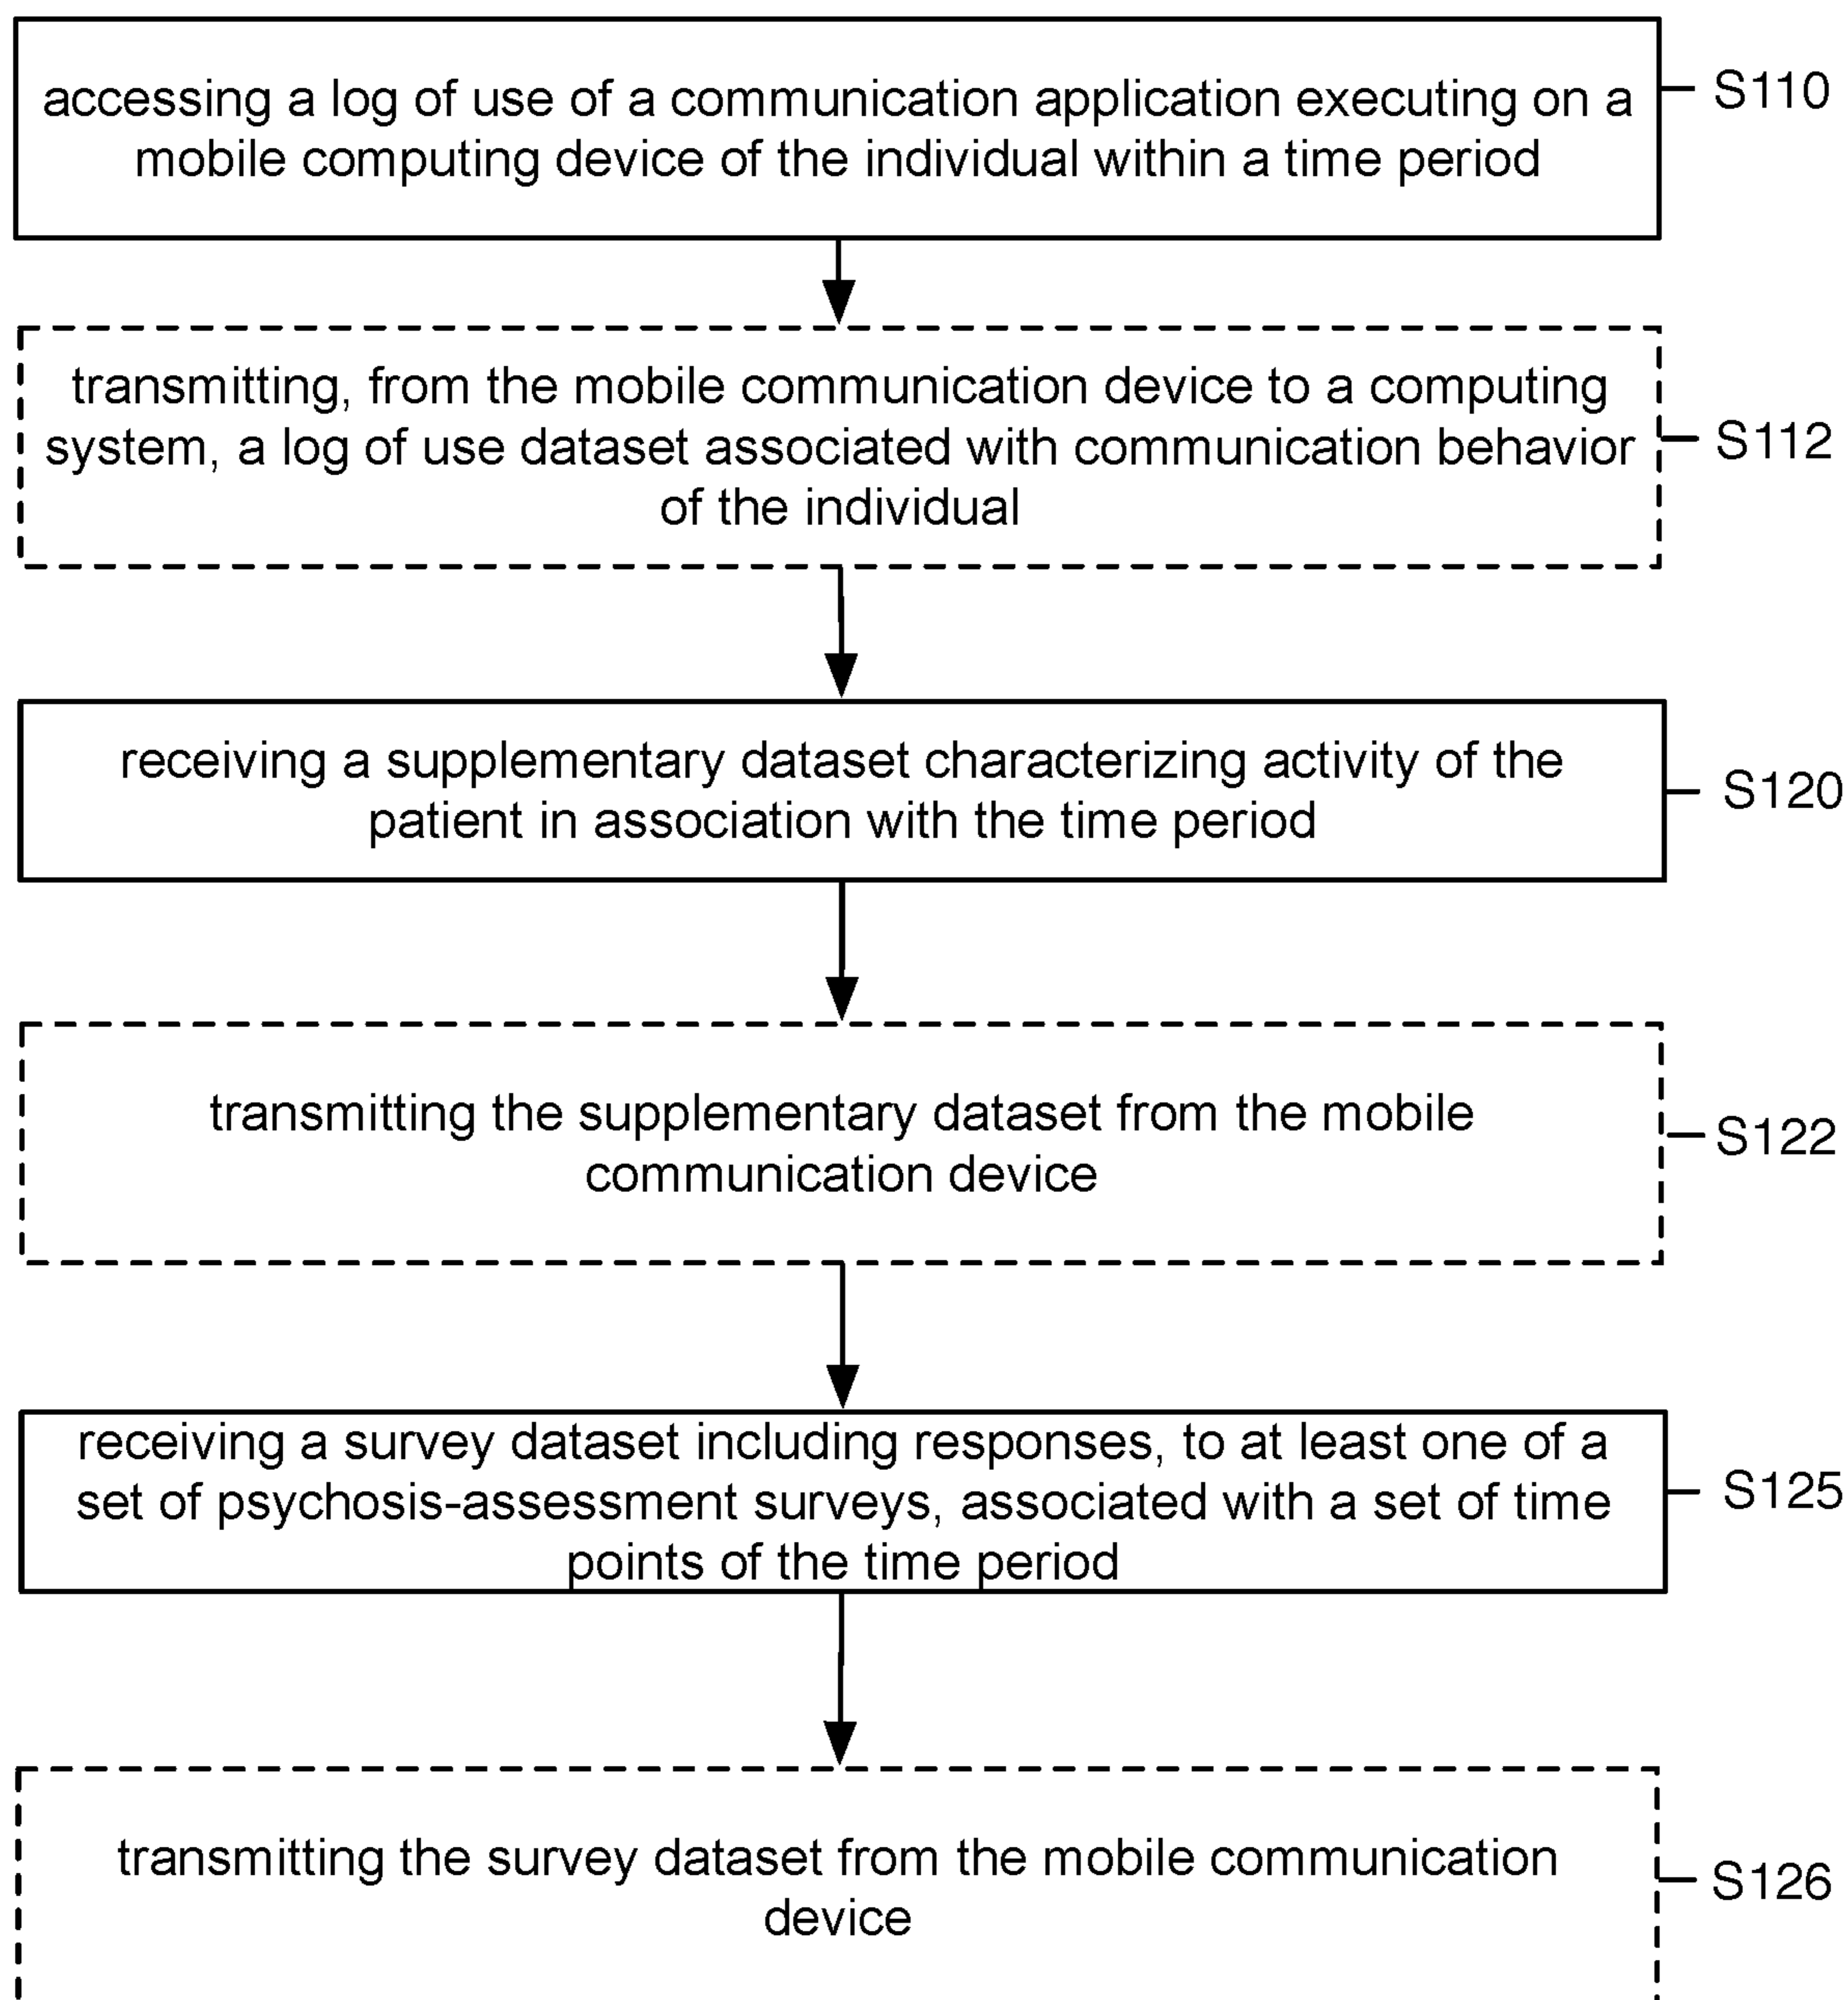 accessing a log of use of a communication application executing on a
mobile computing device of the individual within a time period
S110
transmitting, from the mobile communication device to a computing
system, a log of use dataset associated with communication behavior
of the individual
S112
receiving a supplementary dataset characterizing activity of the
patient in association with the time period
S120
transmitting the supplementary dataset from the mobile
communication device
S122
receiving a survey dataset including responses, to at least one of a
set of psychosis-assessment surveys, associated with a set of time
points of the time period
S125
transmitting the survey dataset from the mobile communication
device
S126